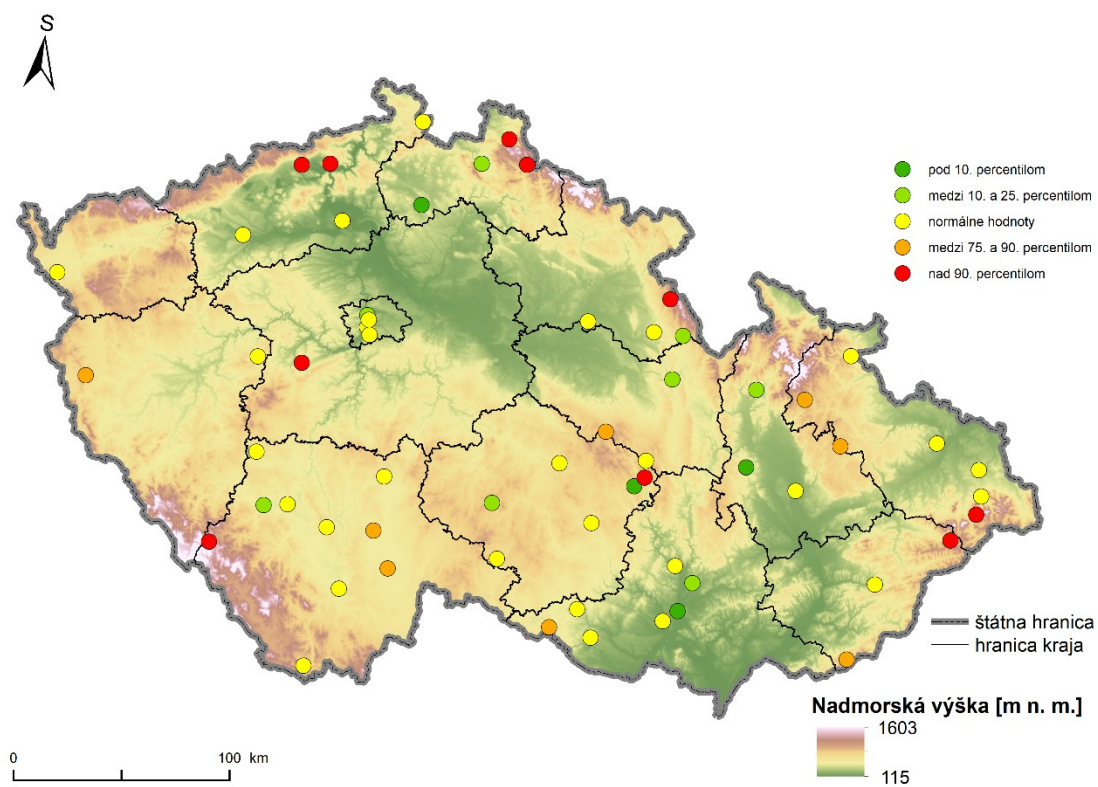 S
pod 10. percentilom
medzi 10. a 25. percentilom
normálne hodnoty
medzi 75. a 90. percentilom
nad 90. percentilom
štátna hranica
hranica kraja
Nadmorská výška [m n. m.]
1603
115
0 100 km